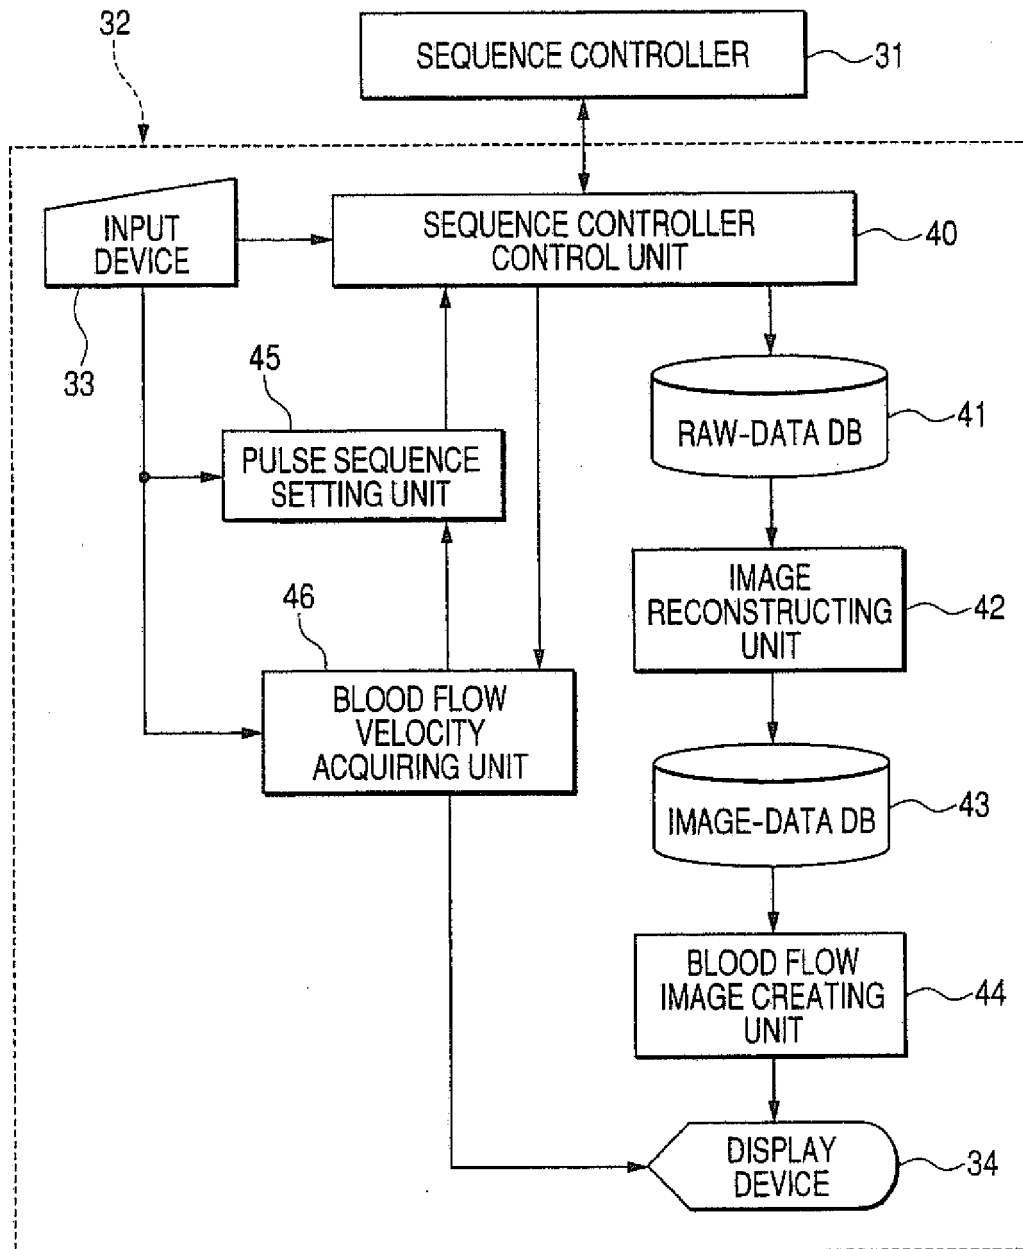 32
SEQUENCE CONTROLLER
31
INPUT
DEVICE
33
SEQUENCE CONTROLLER
CONTROL UNIT
40
45
PULSE SEQUENCE
SETTING UNIT
RAW-DATA DB
41
46
BLOOD FLOW
VELOCITY
ACQUIRING UNIT
IMAGE
RECONSTRUCTING
UNIT
42
IMAGE-DATA DB
43
BLOOD FLOW
IMAGE CREATING
UNIT
44
DISPLAY
DEVICE
34